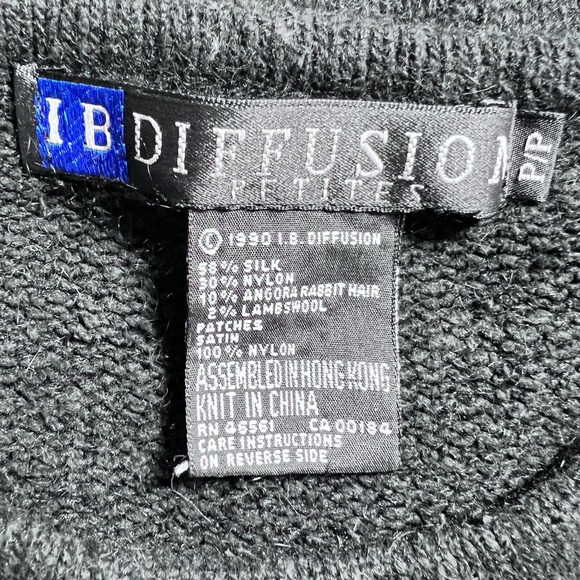 IB DIFFUSION
PETITES
P/P
© 1990 I.B. DIFFUSION
58% SILK
30% NYLON
10% ANGORA RABBIT HAIR
2% LAMBSWOOL
PATCHES
SATIN
100% NYLON
ASSEMBLED IN HONG KONG
KNIT IN CHINA
RN 46561 CA 00184
CARE INSTRUCTIONS
ON REVERSE SIDE